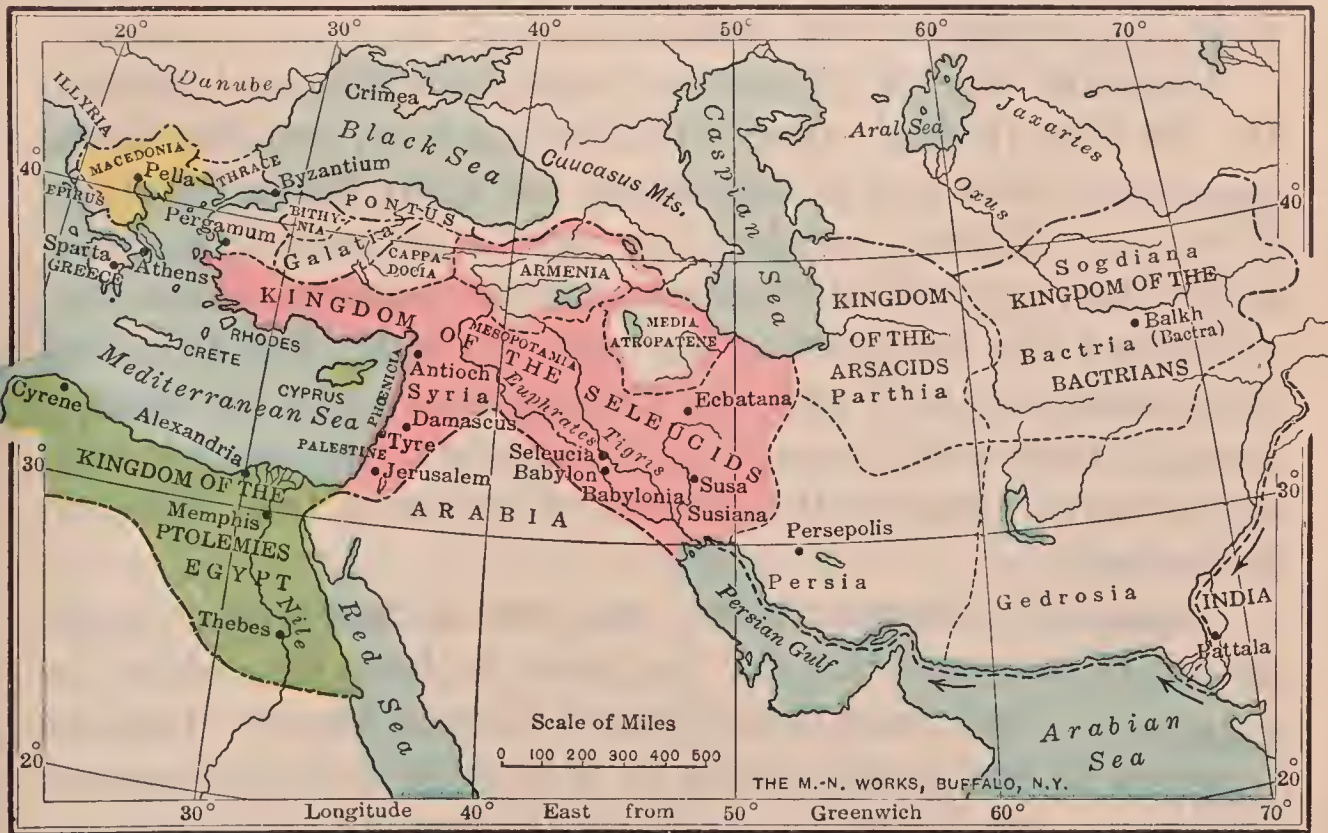 20° 30° 40° 50° 60° 70°
ILLYRIA
Danube
Crimea
Black Sea
Caucasus Mts.
Caspian
Sea
Aral Sea
Jaxartes
Oxus
40°
40°
MACEDONIA
Pella
THRACE
Byzantium
EPIRUS
PONTUS
BITHY-
NIA
Pergamum
Galatia
CAPPA-
DOCIA
ARMENIA
Sparta
GREECE
Athens
Sogdiana
KINGDOM OF THE
Bactria
BACTRIANS
Balkh
(Bactra)
KINGDOM
OF THE
ARSACIDS
Parthia
KINGDOM OF THE SELEUCIDS
MESOPOTAMIA
MEDIA
ATROPATENE
RHODES
CRETE
Mediterranean Sea
CYPRUS
PHŒNICIA
Antioch
Syria
Euphrates
Tigris
Ecbatana
Cyrene
Alexandria
PALESTINE
Tyre
Damascus
Jerusalem
Seleucia
Babylon
Babylonia
Susa
Susiana
30°
30°
KINGDOM OF THE
Memphis
PTOLEMIES
EGYPT
Nile
Thebes
ARABIA
Red Sea
Persepolis
Persia
Persian Gulf
Gedrosia
INDIA
Pattala
Arabian
Sea
Scale of Miles
0 100 200 300 400 500
THE M.-N. WORKS, BUFFALO, N.Y.
20°
20°
30° Longitude 40° East from Greenwich 70°